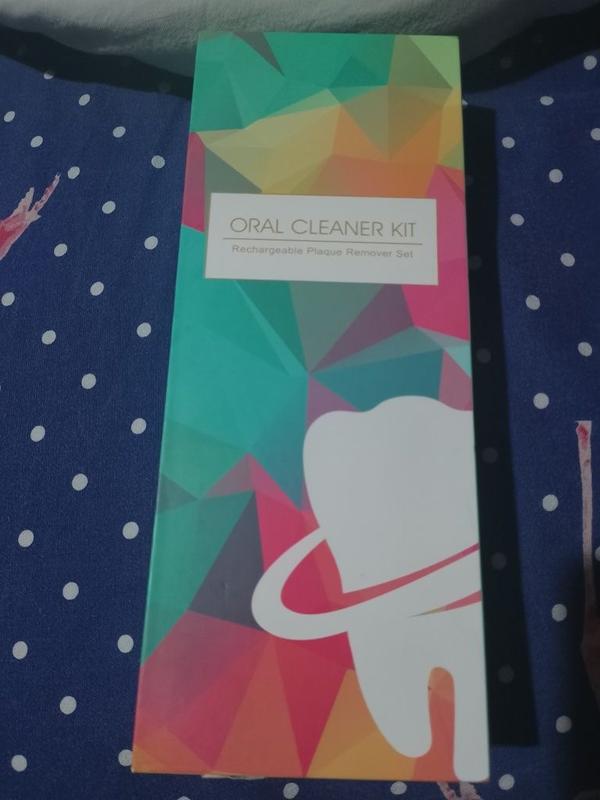 ORAL CLEANER KIT
Rechargeable Plaque Remover Set